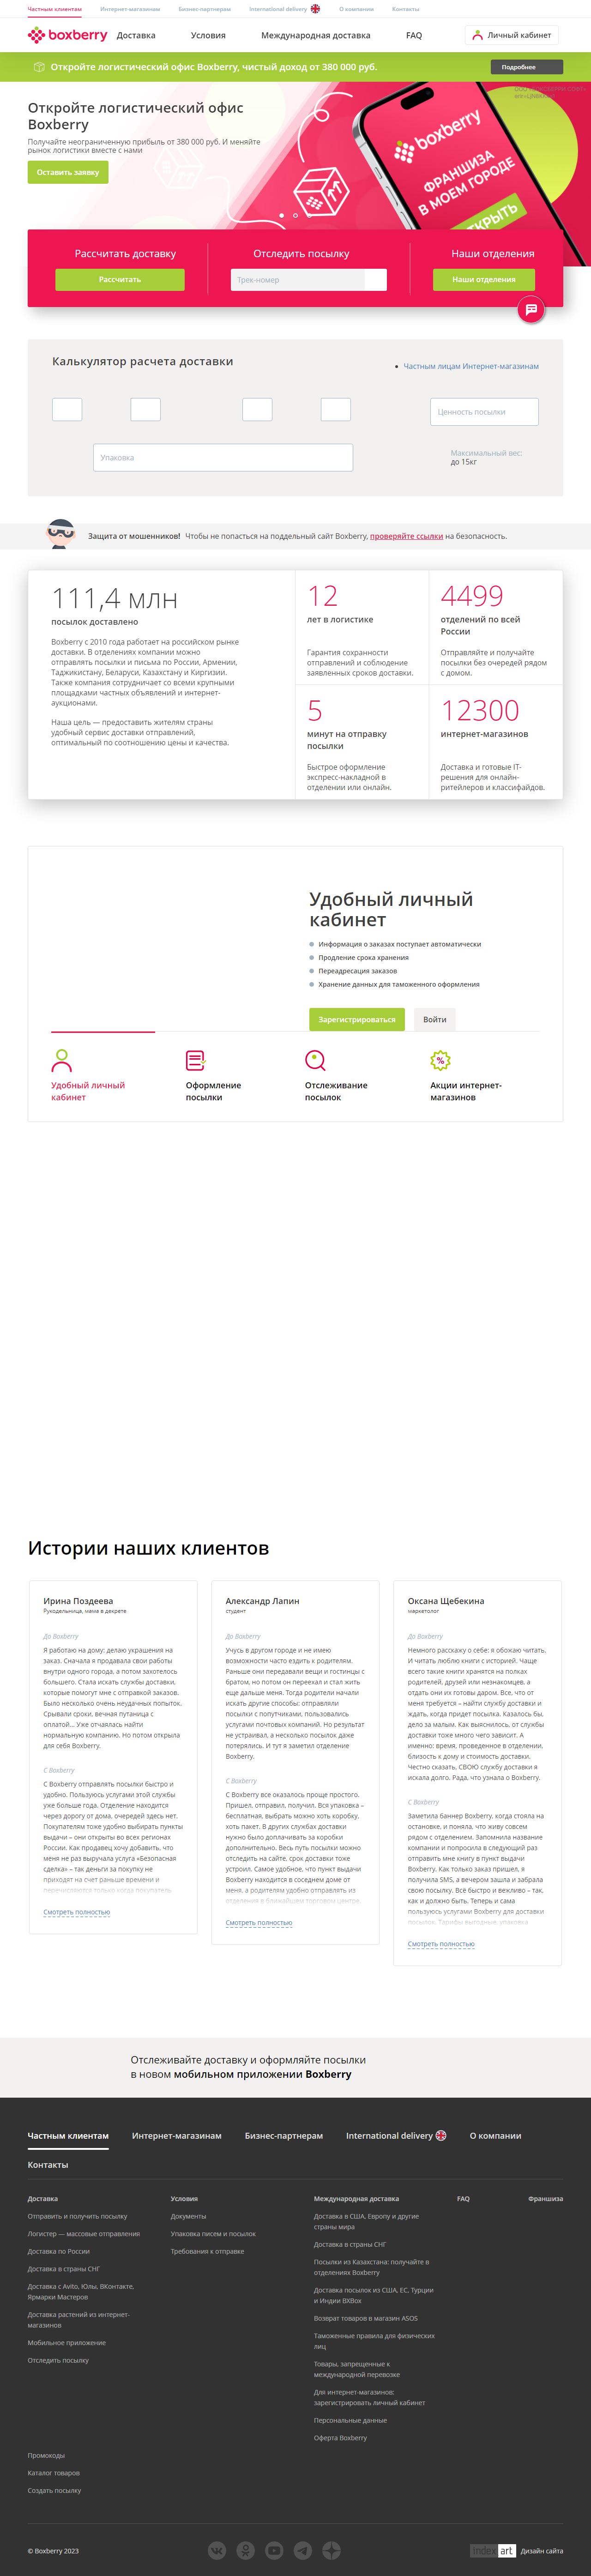 Частным клиентам
Интернет-магазинам
Бизнес-партнерам
International delivery
О компании
Контакты
boxberry
Доставка
Условия
Международная доставка
FAQ
Личный кабинет
Откройте логистический офис Boxberry, чистый доход от 380 000 руб.
Подробнее
Откройте логистический офис
Boxberry
Получайте неограниченную прибыль от 380 000 руб. И меняйте
рынок логистики вместе с нами
Оставить заявку
boxberry
ФРАНШИЗА
В МОЕМ ГОРОДЕ
Рассчитать доставку
Рассчитать
Отследить посылку
Трек-номер
Наши отделения
Наши отделения
Калькулятор расчета доставки
Частным лицам Интернет-магазинам
Ценность посылки
Упаковка
Максимальный вес:
до 15кг
Защита от мошенников! Чтобы не попасться на поддельный сайт Boxberry, проверяйте ссылки на безопасность.
111,4 млн
посылок доставлено
Boxberry с 2010 года работает на российском рынке
доставки. В отделениях компании можно
отправлять посылки и письма по России, Армении,
Таджикистану, Беларуси, Казахстану и Киргизии.
Также компания сотрудничает со всеми крупными
площадками частных объявлений и интернет-
аукционами.
Наша цель — предоставить жителям страны
удобный сервис доставки отправлений,
оптимальный по соотношению цены и качества.
12
лет в логистике
Гарантия сохранности
отправлений и соблюдение
заявленных сроков доставки.
4499
отделений по всей
России
Отправляйте и получайте
посылки без очередей рядом
с домом.
5
минут на отправку
посылки
Быстрое оформление
экспресс-накладной в
отделении или онлайн.
12300
интернет-магазинов
Доставка и готовые IT-
решения для онлайн-
ритейлеров и классифайдов.
Удобный личный
кабинет
Информация о заказах поступает автоматически
Продление срока хранения
Переадресация заказов
Хранение данных для таможенного оформления
Зарегистрироваться
Войти
Удобный личный
кабинет
Оформление
посылки
Отслеживание
посылок
Акции интернет-
магазинов
Истории наших клиентов
Ирина Поздеева
Рукодельница, мама в декрете
До Boxberry
Я работаю на дому: делаю украшения на
заказ. Сначала я продавала свои работы
внутри одного города, а потом захотелось
большего. Стала искать службы доставки,
которые помогут мне с отправкой заказов.
Было несколько очень неудачных попыток.
Срывали сроки, вечная путаница с
оплатой… Уже отчаялась найти
нормальную компанию. Но потом открыла
для себя Boxberry.
С Boxberry
С Boxberry отправлять посылки быстро и
удобно. Пользуюсь услугами этой службы
уже больше года. Отделение находится
через дорогу от дома, очередей здесь нет.
Покупателям тоже удобно выбирать пункты
выдачи – они открыты во всех регионах
России. Как продавец хочу добавить, что
меня не раз выручала услуга «Безопасная
сделка» – так деньги за покупку не
приходят на счет раньше времени и
перечисляются только когда покупатель
Смотреть полностью
Александр Лапин
студент
До Boxberry
Учусь в другом городе и не имею
возможности часто ездить к родителям.
Раньше они передавали вещи и гостинцы с
братом, но потом он переехал и стал жить
еще дальше меня. Тогда родители начали
искать другие способы: отправляли
посылки с попутчиками, пользовались
услугами почтовых компаний. Но результат
не устраивал, а несколько посылок даже
потерялись. И тут я заметил отделение
Boxberry.
С Boxberry
С Boxberry все оказалось проще простого.
Пришел, отправил, получил. Вся упаковка –
бесплатная, выбрать можно хоть коробку,
хоть пакет. В других службах доставки
нужно было доплачивать за коробки
дополнительно. Весь путь посылки можно
отследить на сайте, срок доставки тоже
устроил. Самое удобное, что пункт выдачи
Boxberry находится в соседнем доме от
меня, а родителям удобно отправлять из
отделения в ближайшем торговом центре.
Смотреть полностью
Оксана Щебекина
маркетолог
До Boxberry
Немного расскажу о себе: я обожаю читать.
И читать люблю книги с историей. Чаще
всего такие книги хранятся на полках
родителей, друзей или незнакомцев, а
отдать они их готовы даром. Все, что от
меня требуется – найти службу доставки и
ждать, когда придет посылка. Казалось бы,
дело за малым. Как выяснилось, от службы
доставки тоже много чего зависит. А
именно: время, проведенное в отделении,
близость к дому и стоимость доставки.
Честно сказать, СВОЮ службу доставки я
искала долго. Рада, что узнала о Boxberry.
С Boxberry
Заметила баннер Boxberry, когда стояла на
остановке, и поняла, что живу совсем
рядом с отделением. Запомнила название
компании и попросила в следующий раз
отправить мне книгу в пункт выдачи
Boxberry. Как только заказ пришел, я
получила SMS, а вечером зашла и забрала
свою посылку. Всё быстро и вежливо – так,
как и должно быть. Теперь и сама
пользуюсь услугами Boxberry для доставки
посылок. Тарифы выгодные, упаковка
Смотреть полностью
Отслеживайте доставку и оформляйте посылки
в новом мобильном приложении Boxberry
Частным клиентам
Интернет-магазинам
Бизнес-партнерам
International delivery
О компании
Контакты
Доставка
Отправить и получить посылку
Логистер — массовые отправления
Доставка по России
Доставка в страны СНГ
Доставка с Avito, Юлы, ВКонтакте,
Ярмарки Мастеров
Доставка растений из интернет-
магазинов
Мобильное приложение
Отследить посылку
Условия
Документы
Упаковка писем и посылок
Требования к отправке
Международная доставка
Доставка в США, Европу и другие
страны мира
Доставка в страны СНГ
Посылки из Казахстана: получайте в
отделениях Boxberry
Доставка посылок из США, ЕС, Турции
и Индии BXBox
Возврат товаров в магазин ASOS
Таможенные правила для физических
лиц
Товары, запрещенные к
международной перевозке
Для интернет-магазинов:
зарегистрировать личный кабинет
Персональные данные
Оферта Boxberry
FAQ
Франшиза
Промокоды
Каталог товаров
Создать посылку
© Boxberry 2023
index art
Дизайн сайта